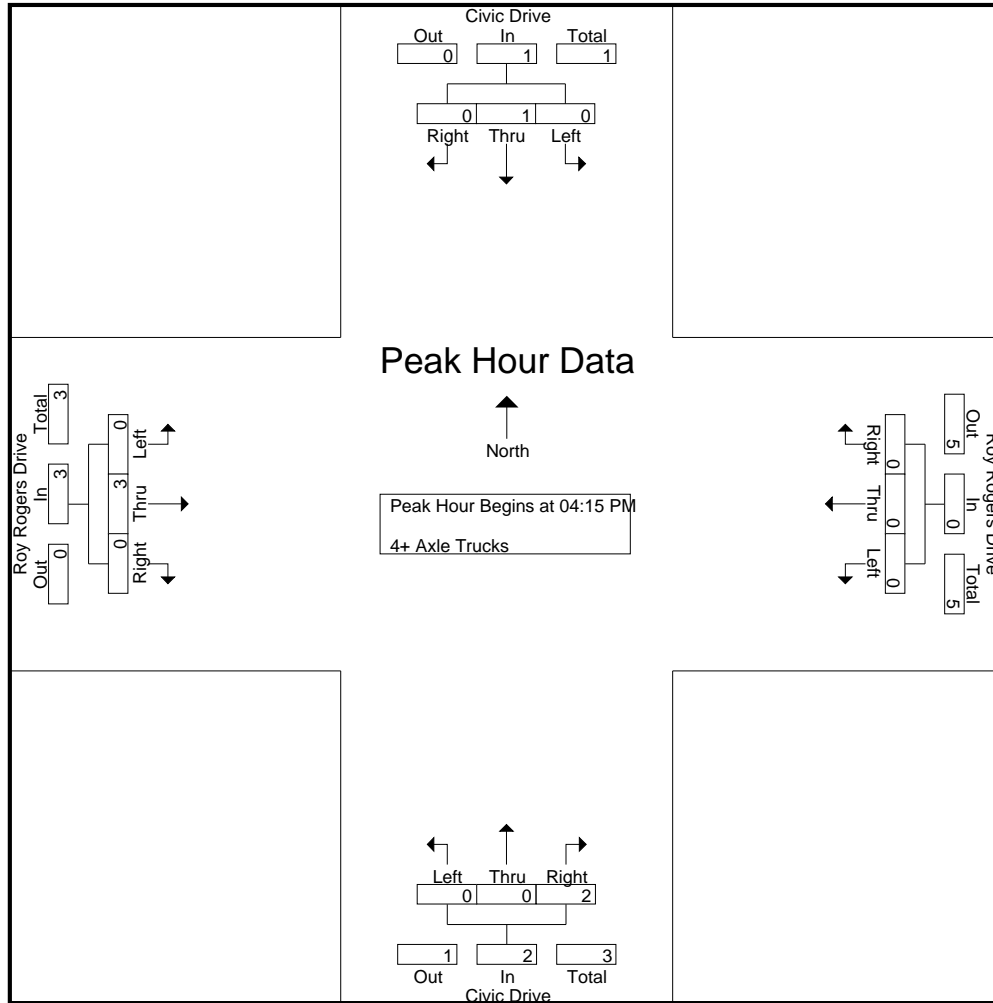 Civic Drive
Out In Total
0 1 1
0 1 0
Right Thru Left
Peak Hour Data
North
Peak Hour Begins at 04:15 PM
4+ Axle Trucks
Roy Rogers Drive
Total In Out
3 3 0
0 3 0
Left Thru Right
Roy Rogers Drive
Out In Total
5 0 5
0 0 0
Right Thru Left
Left Thru Right
0 0 2
1 2 3
Out In Total
Civic Drive